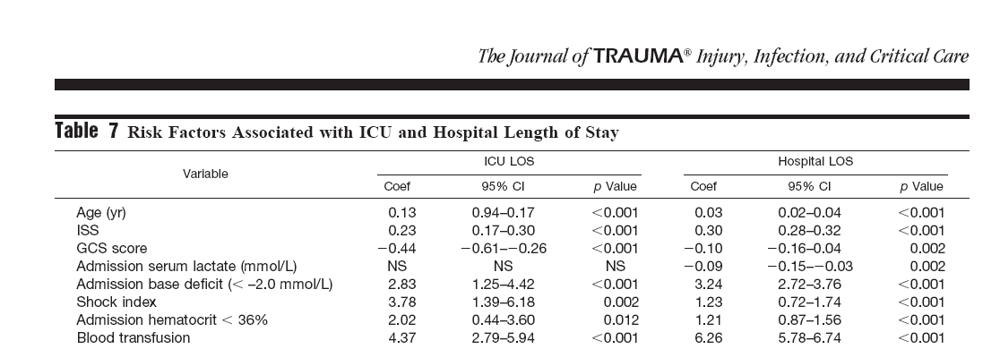 The Journal of TRAUMA® Injury, Infection, and Critical Care
Table 7 Risk Factors Associated with ICU and Hospital Length of Stay
Variable ICU LOS Hospital LOS
Coef 95% CI p Value Coef 95% CI p Value
Age (yr) 0.13 0.94–0.17 <0.001 0.03 0.02–0.04 <0.001
ISS 0.23 0.17–0.30 <0.001 0.30 0.28–0.32 <0.001
GCS score −0.44 −0.61–−0.26 <0.001 −0.10 −0.16–0.04 0.002
Admission serum lactate (mmol/L) NS NS NS −0.09 −0.15–−0.03 0.002
Admission base deficit (< –2.0 mmol/L) 2.83 1.25–4.42 <0.001 3.24 2.72–3.76 <0.001
Shock index 3.78 1.39–6.18 0.002 1.23 0.72–1.74 <0.001
Admission hematocrit < 36% 2.02 0.44–3.60 0.012 1.21 0.87–1.56 <0.001
Blood transfusion 4.37 2.79–5.94 <0.001 6.26 5.78–6.74 <0.001